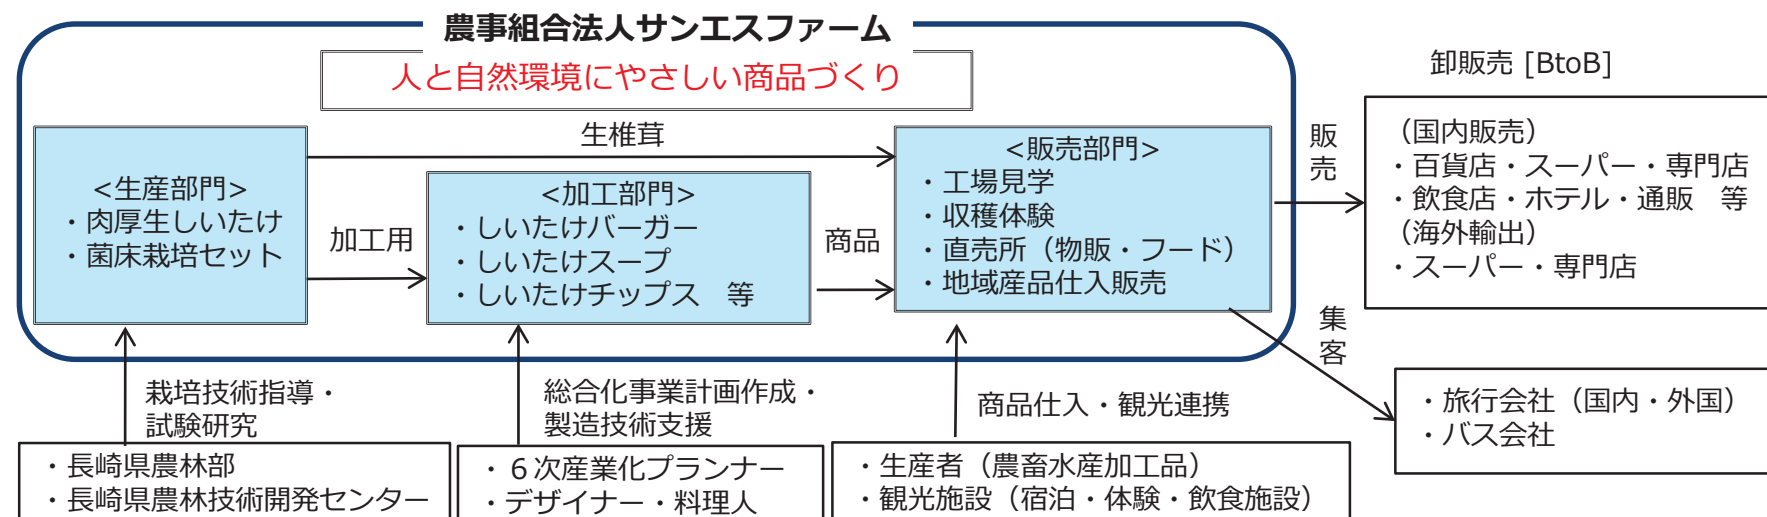 農事組合法人サンエスファーム
人と自然環境にやさしい商品づくり
<生産部門>
・肉厚生しいたけ
・菌床栽培セット
生椎茸
加工用
<加工部門>
・しいたけバーガー
・しいたけスープ
・しいたけチップス　等
商品
<販売部門>
・工場見学
・収穫体験
・直売所（物販・フード）
・地域産品仕入販売
販売
卸販売 [BtoB]
（国内販売）
・百貨店・スーパー・専門店
・飲食店・ホテル・通販　等
（海外輸出）
・スーパー・専門店
集客
・旅行会社（国内・外国）
・バス会社
栽培技術指導・
試験研究
・長崎県農林部
・長崎県農林技術開発センター
総合化事業計画作成・
製造技術支援
・６次産業化プランナー
・デザイナー・料理人
商品仕入・観光連携
・生産者（農畜水産加工品）
・観光施設（宿泊・体験・飲食施設）